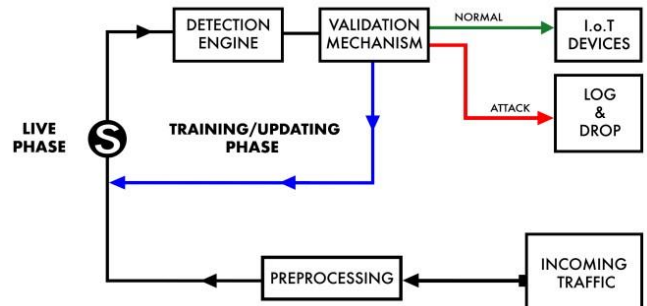 DETECTION
ENGINE
VALIDATION
MECHANISM
NORMAL
I.o.T
DEVICES
LIVE
PHASE
S
TRAINING/UPDATING
PHASE
ATTACK
LOG
&
DROP
PREPROCESSING
INCOMING
TRAFFIC